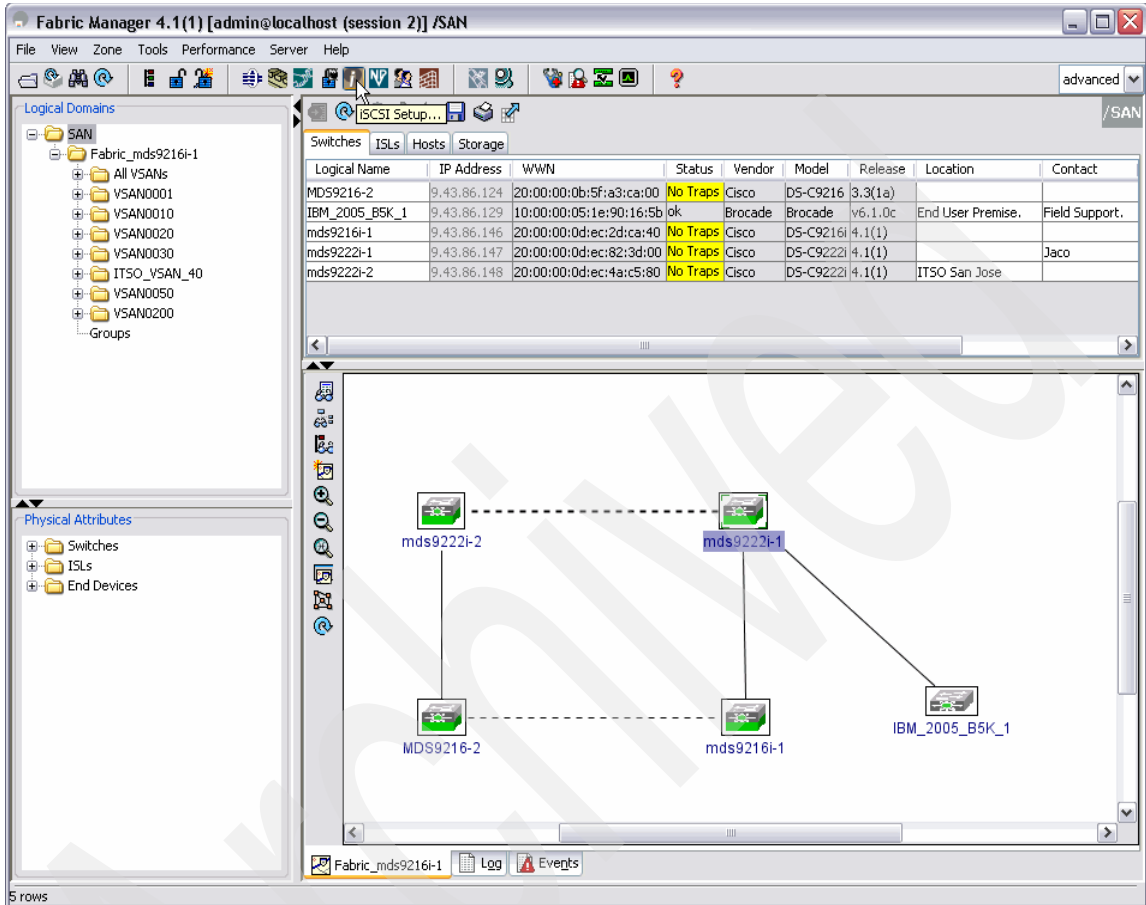 Fabric Manager 4.1(1) [admin@localhost (session 2)] /SAN
File View Zone Tools Performance Server Help
advanced
Logical Domains
SAN
Fabric_mds9216i-1
All VSANs
VSAN0001
VSAN0010
VSAN0020
VSAN0030
ITSO_VSAN_40
VSAN0050
VSAN0200
Groups
Physical Attributes
Switches
ISLs
End Devices
iSCSI Setup...
/SAN
Switches ISLs Hosts Storage
Logical Name IP Address WWN Status Vendor Model Release Location Contact
MDS9216-2 9.43.86.124 20:00:00:0b:5f:a3:ca:00 No Traps Cisco DS-C9216 3.3(1a)
IBM_2005_B5K_1 9.43.86.129 10:00:00:05:1e:90:16:5b ok Brocade Brocade v6.1.0c End User Premise. Field Support.
mds9216i-1 9.43.86.146 20:00:00:0d:ec:2d:ca:40 No Traps Cisco DS-C9216i 4.1(1)
mds9222i-1 9.43.86.147 20:00:00:0d:ec:82:3d:00 No Traps Cisco DS-C9222i 4.1(1) Jaco
mds9222i-2 9.43.86.148 20:00:00:0d:ec:4a:c5:80 No Traps Cisco DS-C9222i 4.1(1) ITSO San Jose
mds9222i-2
mds9222i-1
MDS9216-2
mds9216i-1
IBM_2005_B5K_1
Fabric_mds9216i-1 Log Events
5 rows
Archived